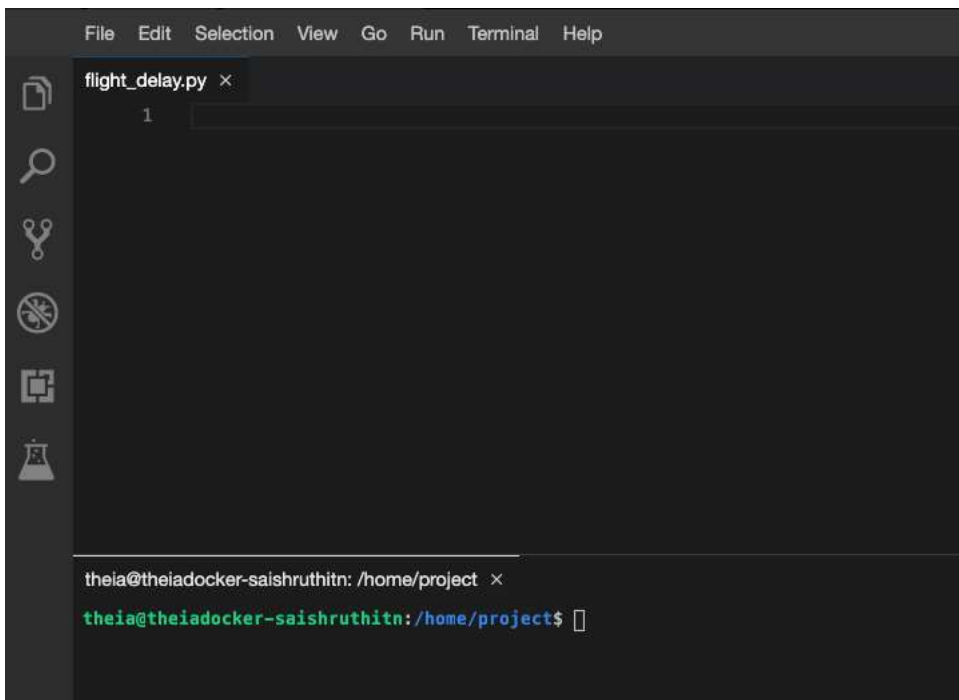 File Edit Selection View Go Run Terminal Help
flight_delay.py ×
1
theia@theiadocker-saishruthitn: /home/project ×
theia@theiadocker-saishruthitn:/home/project$